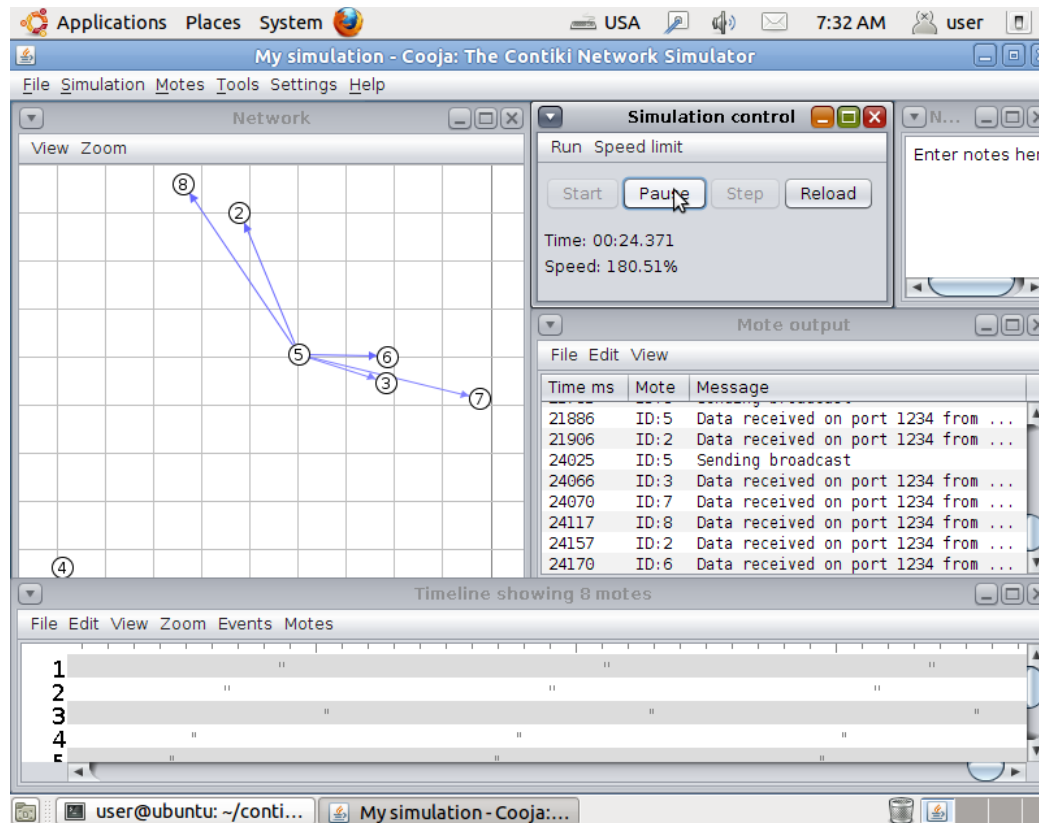 Applications Places System USA 7:32 AM user
My simulation - Cooja: The Contiki Network Simulator
File Simulation Motes Tools Settings Help
Network
View Zoom
8
2
5
6
3
7
4
Simulation control
Run Speed limit
Start Pause Step Reload
Time: 00:24.371
Speed: 180.51%
N...
Enter notes her
Mote output
File Edit View
Time ms Mote Message
21886 ID:5 Data received on port 1234 from ...
21906 ID:2 Data received on port 1234 from ...
24025 ID:5 Sending broadcast
24066 ID:3 Data received on port 1234 from ...
24070 ID:7 Data received on port 1234 from ...
24117 ID:8 Data received on port 1234 from ...
24157 ID:2 Data received on port 1234 from ...
24170 ID:6 Data received on port 1234 from ...
Timeline showing 8 motes
File Edit View Zoom Events Motes
1
2
3
4
5
user@ubuntu: ~/conti... My simulation - Cooja:...